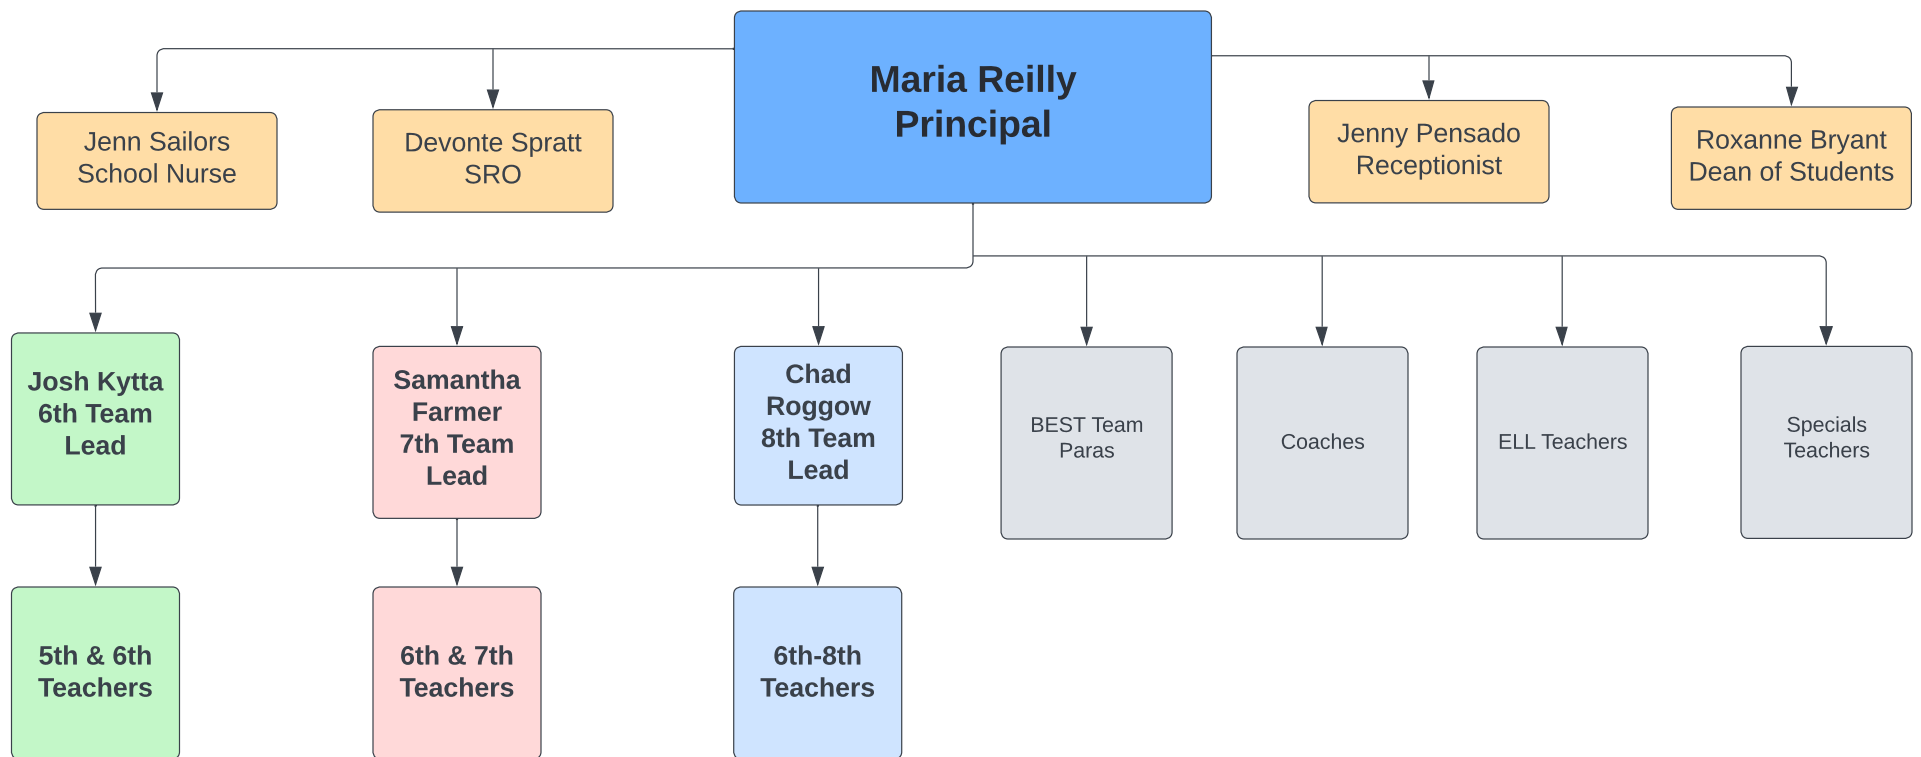 Maria Reilly
Principal
Jenn Sailors
School Nurse
Devonte Spratt
SRO
Jenny Pensado
Receptionist
Roxanne Bryant
Dean of Students
Josh Kytta
6th Team
Lead
Samantha
Farmer
7th Team
Lead
Chad
Roggow
8th Team
Lead
BEST Team
Paras
Coaches
ELL Teachers
Specials
Teachers
5th & 6th
Teachers
6th & 7th
Teachers
6th-8th
Teachers